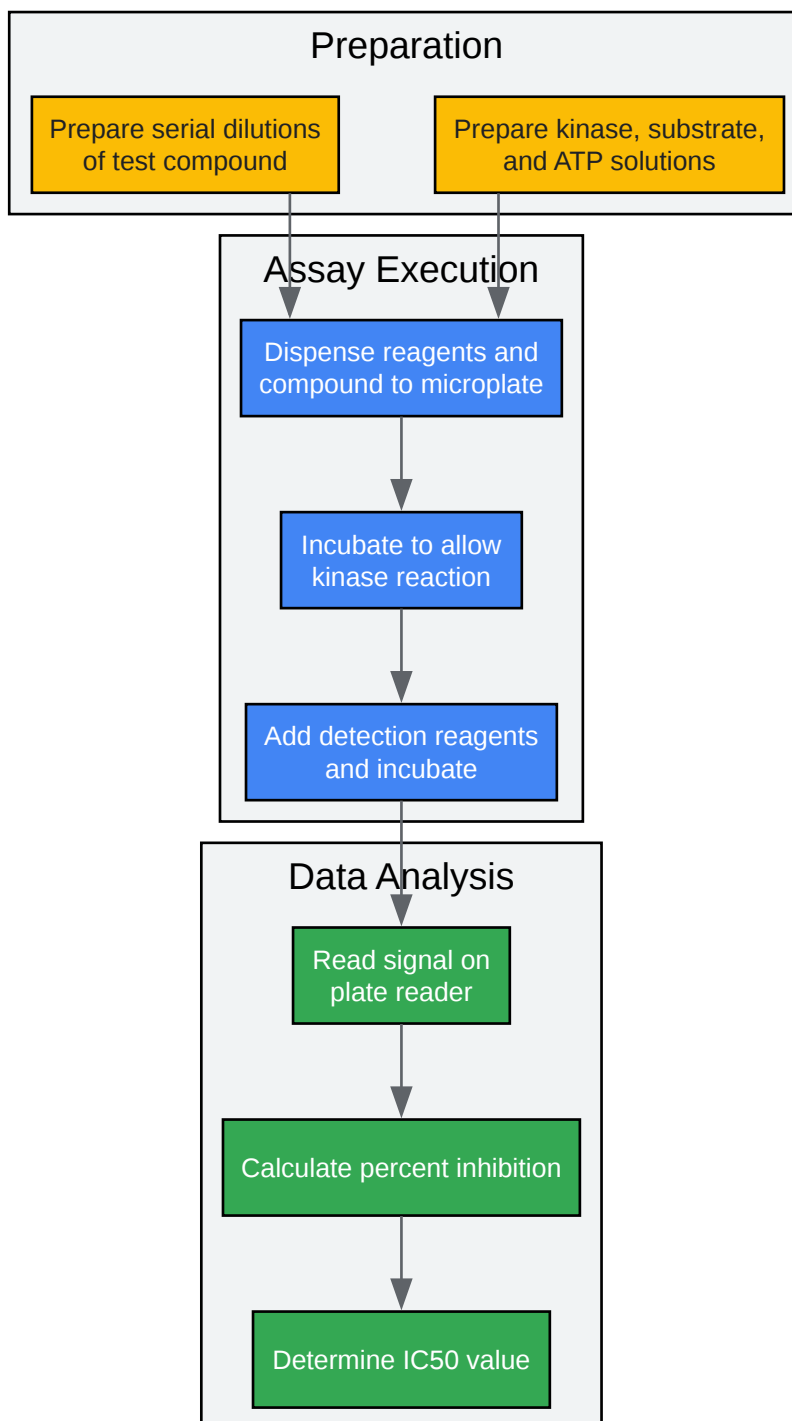 Preparation
Prepare serial dilutions
of test compound
Prepare kinase, substrate,
and ATP solutions
Assay Execution
Dispense reagents and
compound to microplate
Incubate to allow
kinase reaction
Add detection reagents
and incubate
Data Analysis
Read signal on
plate reader
Calculate percent inhibition
Determine IC50 value